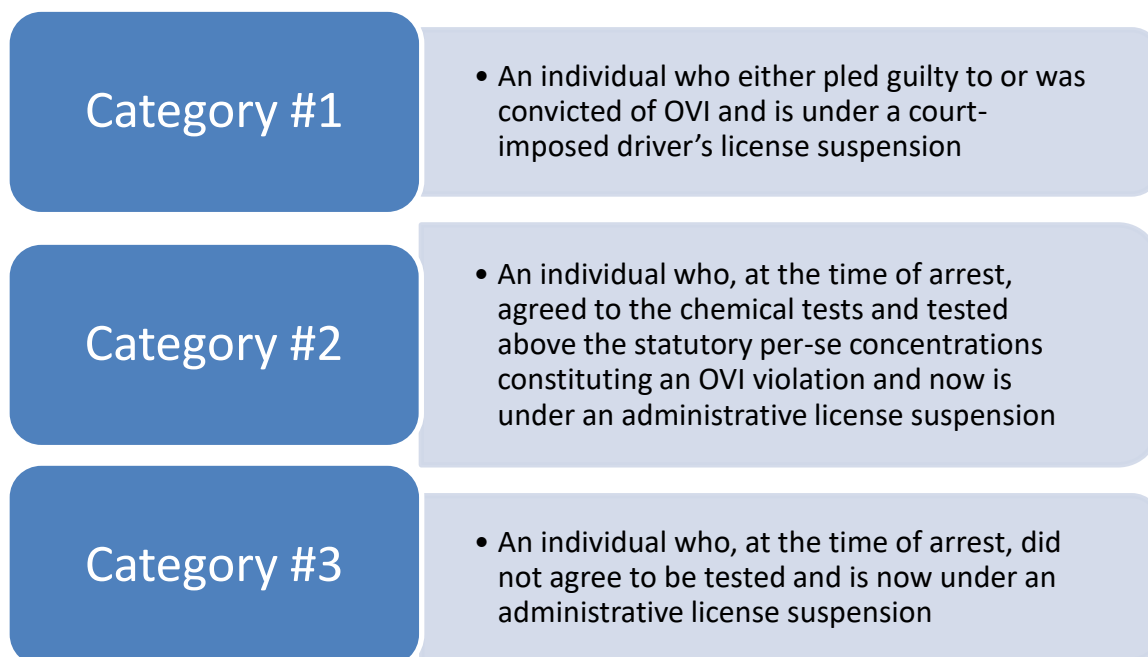 Category #1
• An individual who either pled guilty to or was
convicted of OVI and is under a court-
imposed driver’s license suspension
Category #2
• An individual who, at the time of arrest,
agreed to the chemical tests and tested
above the statutory per-se concentrations
constituting an OVI violation and now is
under an administrative license suspension
Category #3
• An individual who, at the time of arrest, did
not agree to be tested and is now under an
administrative license suspension